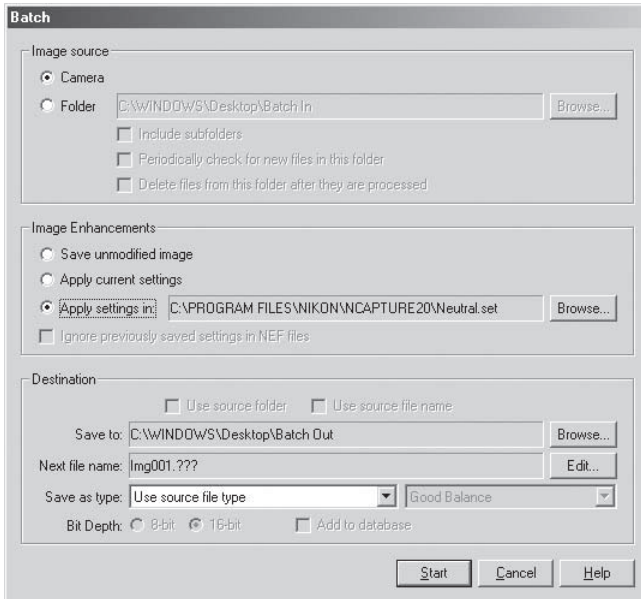 Batch
Image source
Camera
Folder C:\WINDOWS\Desktop\Batch In Browse...
Include subfolders
Periodically check for new files in this folder
Delete files from this folder after they are processed
Image Enhancements
Save unmodified image
Apply current settings
Apply settings in: C:\PROGRAM FILES\NIKON\NCAPTURE20\Neutral.set Browse...
Ignore previously saved settings in NEF files
Destination
Use source folder Use source file name
Save to: C:\WINDOWS\Desktop\Batch Out Browse...
Next file name: Img001.??? Edit...
Save as type: Use source file type Good Balance
Bit Depth: 8-bit 16-bit Add to database
Start Cancel Help